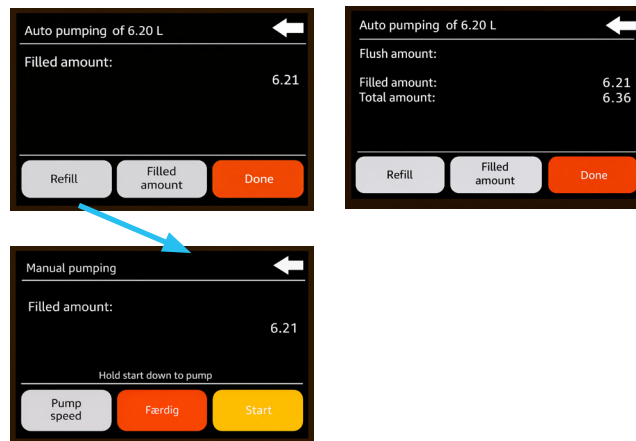 Auto pumping of 6.20 L
Filled amount:
6.21
Refill
Filled
amount
Done
Auto pumping of 6.20 L
Flush amount:
Filled amount: 6.21
Total amount: 6.36
Refill
Filled
amount
Done
Manual pumping
Filled amount:
6.21
Hold start down to pump
Pump
speed
Færdig
Start